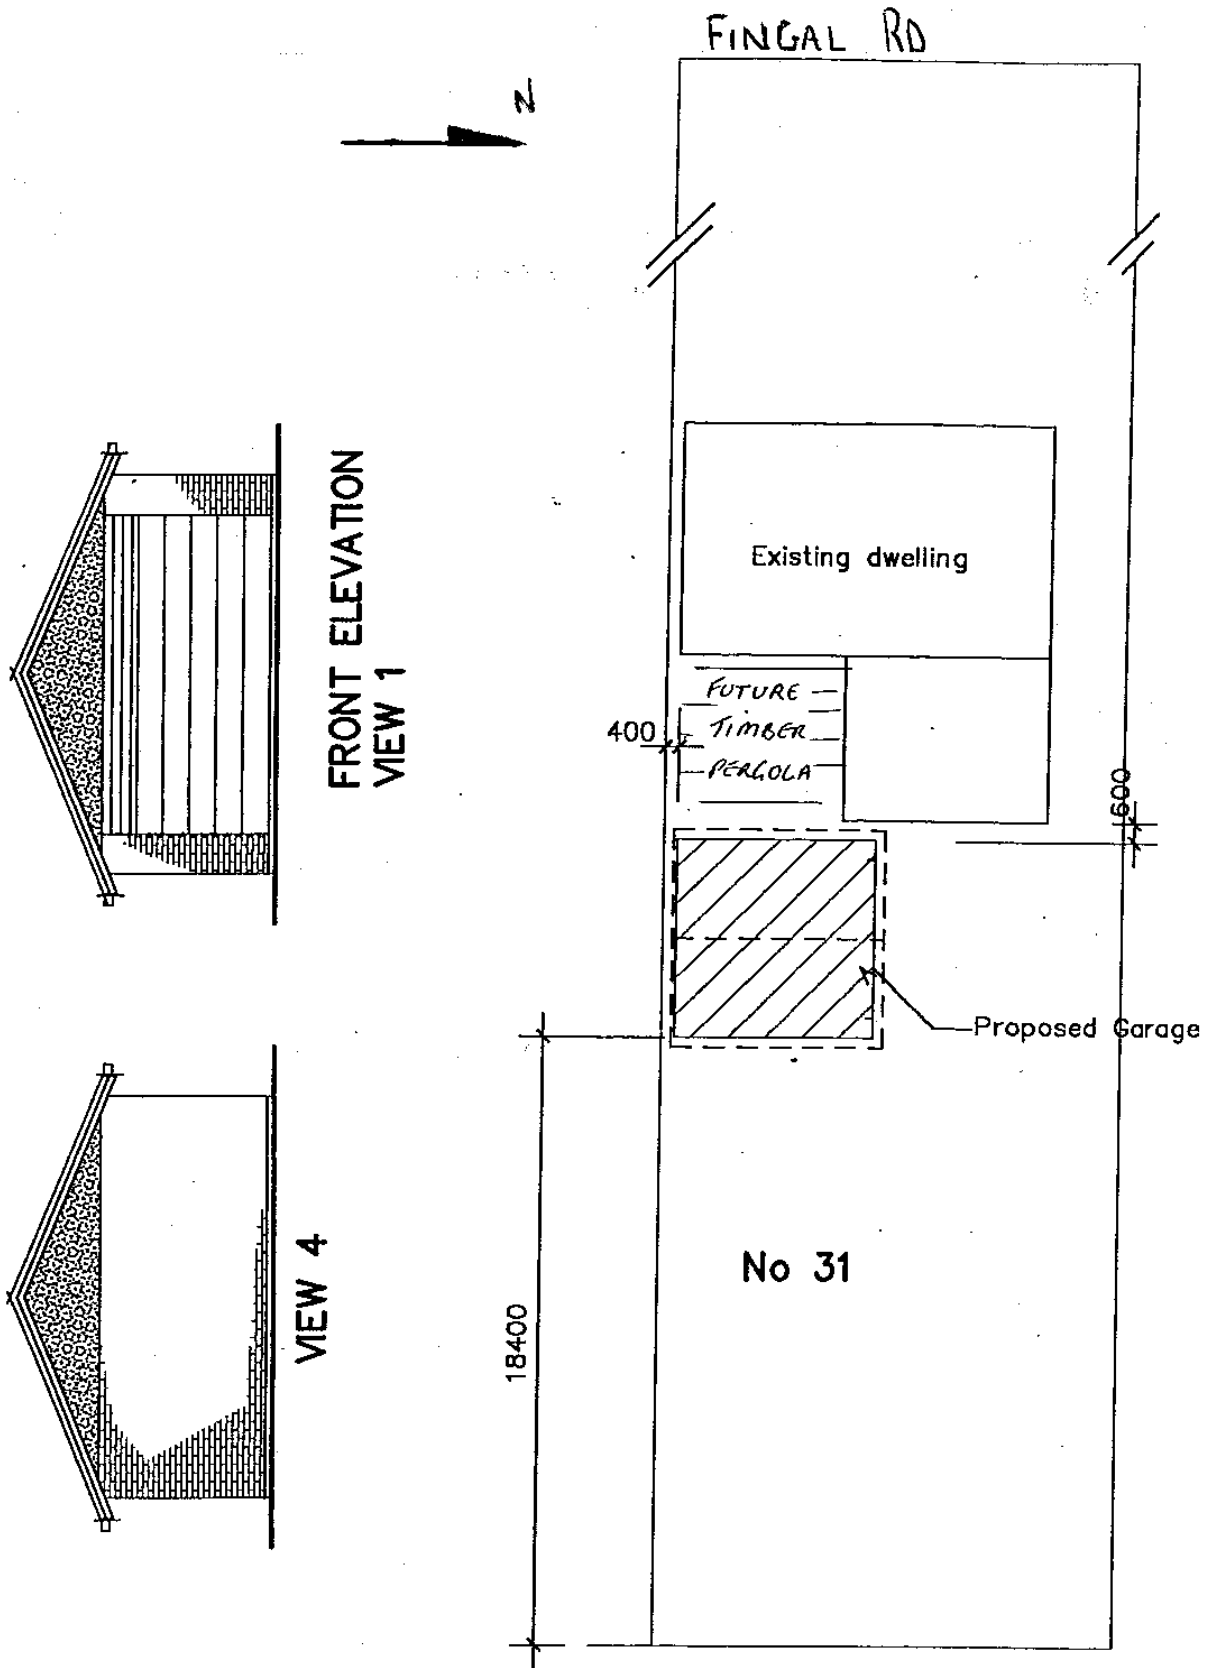 FINGAL RD
N
FRONT ELEVATION
VIEW 1
Existing dwelling
FUTURE
TIMBER
PERGOLA
400
600
Proposed Garage
VIEW 4
No 31
18400